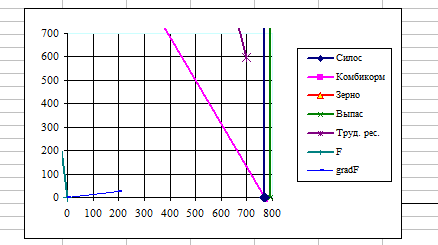 700
600
500
400
300
200
100
0
0 100 200 300 400 500 600 700 800
Силос
Комбикорм
Зерно
Выпас
Труд. рес.
F
gradF